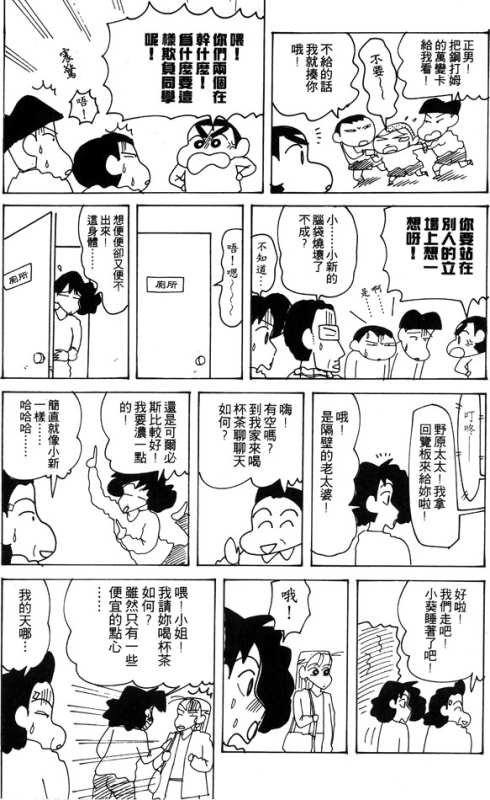 正男!
把鋼打姆
的萬變卡
給我看!
不要~
不給的話
我就揍你
哦!
喂!
你們兩個在
幹什麼!
為什麼要這
樣欺負同學
呢!
震驚
唔!
你要站在
別人的立
場上想一
想呀!
是啊
小……小新的
腦袋燒壞了
不成?
不知道…
唔!嗯~
廁所
想便便
卻又便不
出來!
這身體……
廁所
叮咚—
野原太太!我拿
回覽板來給妳啦!
哦!
是隔壁的老太婆!
嗨!
有空嗎?
到我家來喝
杯茶聊聊天
如何?
還是可爾必
斯比較好!
我要濃一點
的!
簡直就像小新
一樣……
哈哈哈……
好啦!
我們走吧!
小葵睡著了吧!
哦!
喂!小姐!
我請妳喝杯茶
如何?
雖然只有一些
便宜的點心
……
我的天哪…